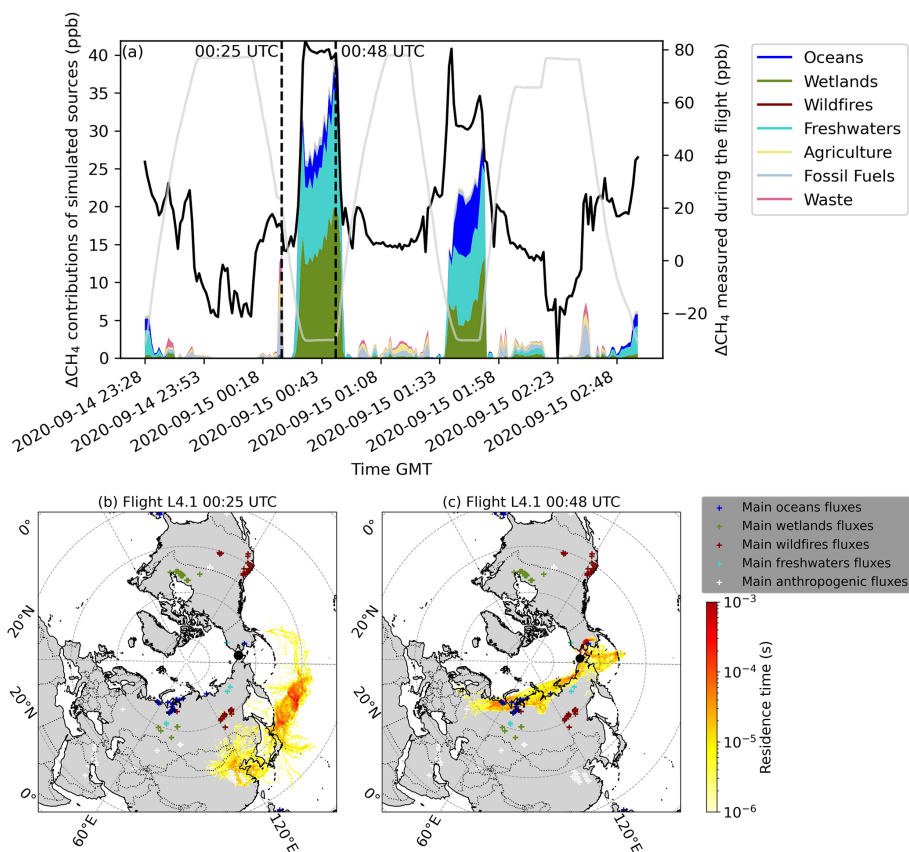 (a)
00:25 UTC
00:48 UTC
ΔCH₄ contributions of simulated sources (ppb)
0
5
10
15
20
25
30
35
40
ΔCH₄ measured during the flight (ppb)
80
60
40
20
0
−20
2020-09-14 23:28
2020-09-14 23:53
2020-09-15 00:18
2020-09-15 00:43
2020-09-15 01:08
2020-09-15 01:33
2020-09-15 01:58
2020-09-15 02:23
2020-09-15 02:48
Time GMT
Oceans
Wetlands
Wildfires
Freshwaters
Agriculture
Fossil Fuels
Waste
(b) Flight L4.1 00:25 UTC
0°
20°N
20°N
0°
60°E
120°E
(c) Flight L4.1 00:48 UTC
0°
20°N
20°N
0°
60°E
120°E
Main oceans fluxes
Main wetlands fluxes
Main wildfires fluxes
Main freshwaters fluxes
Main anthropogenic fluxes
10⁻³
10⁻⁴
10⁻⁵
10⁻⁶
Residence time (s)